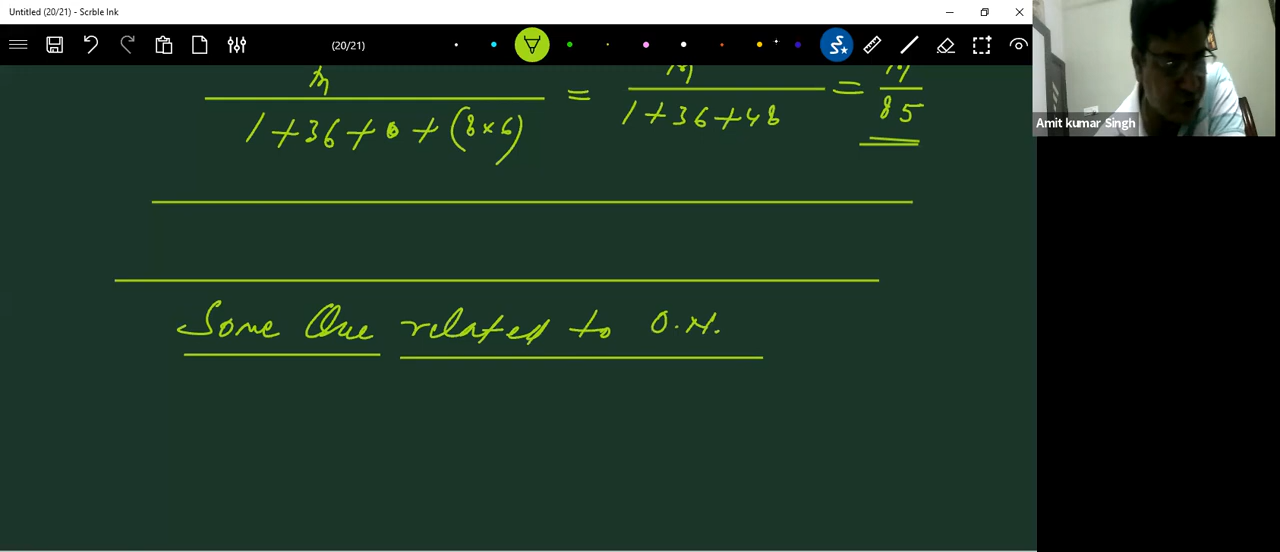 Untitled (20/21) - Scrble Ink
(20/21)
M / 1+36+0+(8×6) = M / 1+36+48 = M / 85
Some Que related to O.N.
Amit kumar Singh